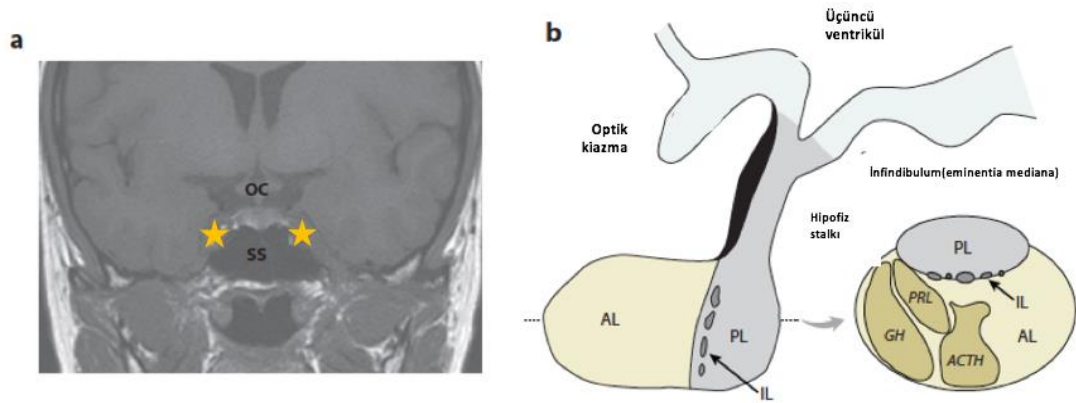 a
OC
SS
b
Üçüncü
ventrikül
Optik
kiazma
İnfindibulum(eminentia mediana)
Hipofiz
stalkı
AL
PL
IL
PL
IL
PRL
GH
ACTH
AL